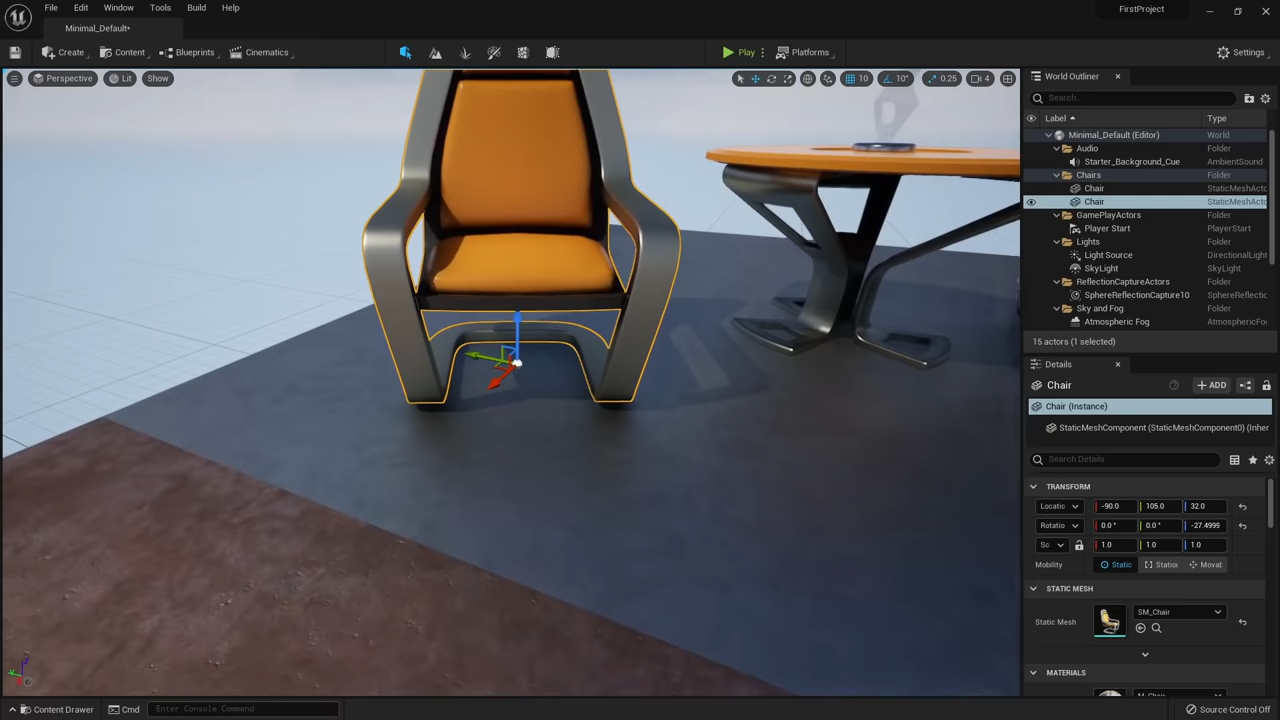 File Edit Window Tools Build Help
FirstProject
Minimal_Default•
Create Content Blueprints Cinematics Play Platforms Settings
Perspective Lit Show 10 10° 0.25 4
World Outliner
Search...
Label Type
Minimal_Default (Editor) World
Audio Folder
Starter_Background_Cue AmbientSound
Chairs Folder
Chair StaticMeshActo
Chair StaticMeshActo
GamePlayActors Folder
Player Start PlayerStart
Lights Folder
Light Source DirectionalLight
SkyLight SkyLight
ReflectionCaptureActors Folder
SphereReflectionCapture10 SphereReflectic
Sky and Fog Folder
Atmospheric Fog AtmosphericFo
15 actors (1 selected)
Details
Chair ADD
Chair (Instance)
StaticMeshComponent (StaticMeshComponent0) (Inher
Search Details
TRANSFORM
Locatic -90.0 105.0 32.0
Rotatio 0.0 ° 0.0 ° -27.4999
Sc 1.0 1.0 1.0
Mobility Static Station Movab
STATIC MESH
Static Mesh SM_Chair
MATERIALS
M_Chair
Content Drawer Cmd Enter Console Command Source Control Off